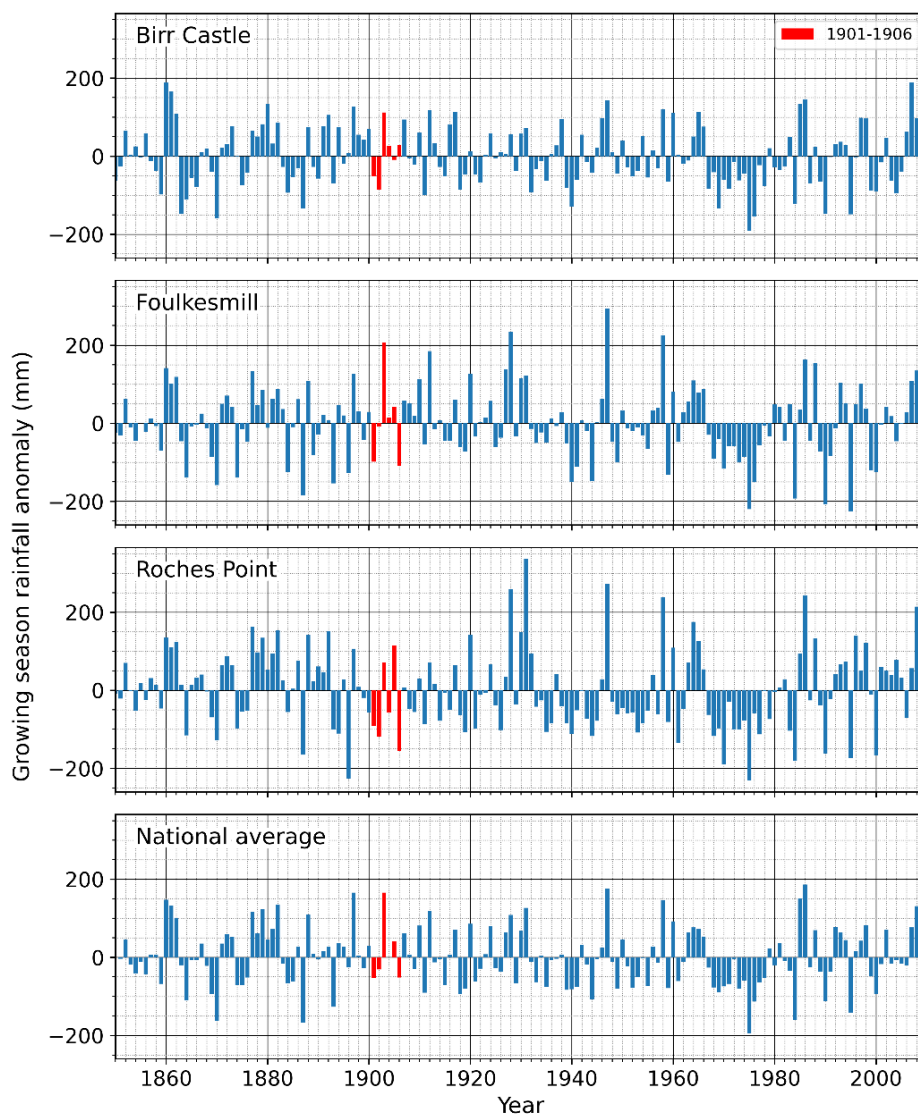 Birr Castle
1901-1906
200
0
−200
Foulkesmill
200
0
−200
Roches Point
200
0
−200
National average
200
0
−200
1860 1880 1900 1920 1940 1960 1980 2000
Year
Growing season rainfall anomaly (mm)